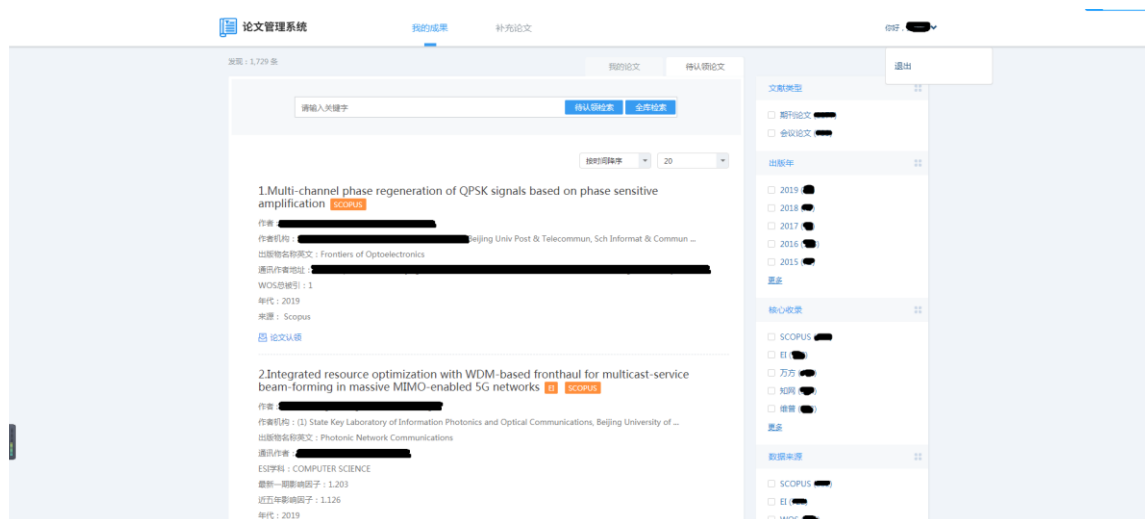 论文管理系统
我的成果
补充论文
你好，
退出
发现：1,729 条
我的论文
待认领论文
请输入关键字
待认领检索
全库检索
按时间降序
20
1.Multi-channel phase regeneration of QPSK signals based on phase sensitive
amplification SCOPUS
作者：
作者机构： Beijing Univ Post & Telecommun, Sch Informat & Commun ...
出版物名称英文：Frontiers of Optoelectronics
通讯作者地址：
WOS总被引：1
年代：2019
来源： Scopus
论文认领
2.Integrated resource optimization with WDM-based fronthaul for multicast-service
beam-forming in massive MIMO-enabled 5G networks EI SCOPUS
作者：
作者机构：(1) State Key Laboratory of Information Photonics and Optical Communications, Beijing University of ...
出版物名称英文：Photonic Network Communications
通讯作者：
ESI学科：COMPUTER SCIENCE
最新一期影响因子：1.203
近五年影响因子：1.126
年代：2019
文献类型
期刊论文
会议论文
出版年
2019
2018
2017
2016
2015
更多
核心收录
SCOPUS
EI
万方
知网
维普
更多
数据来源
SCOPUS
EI
WOS